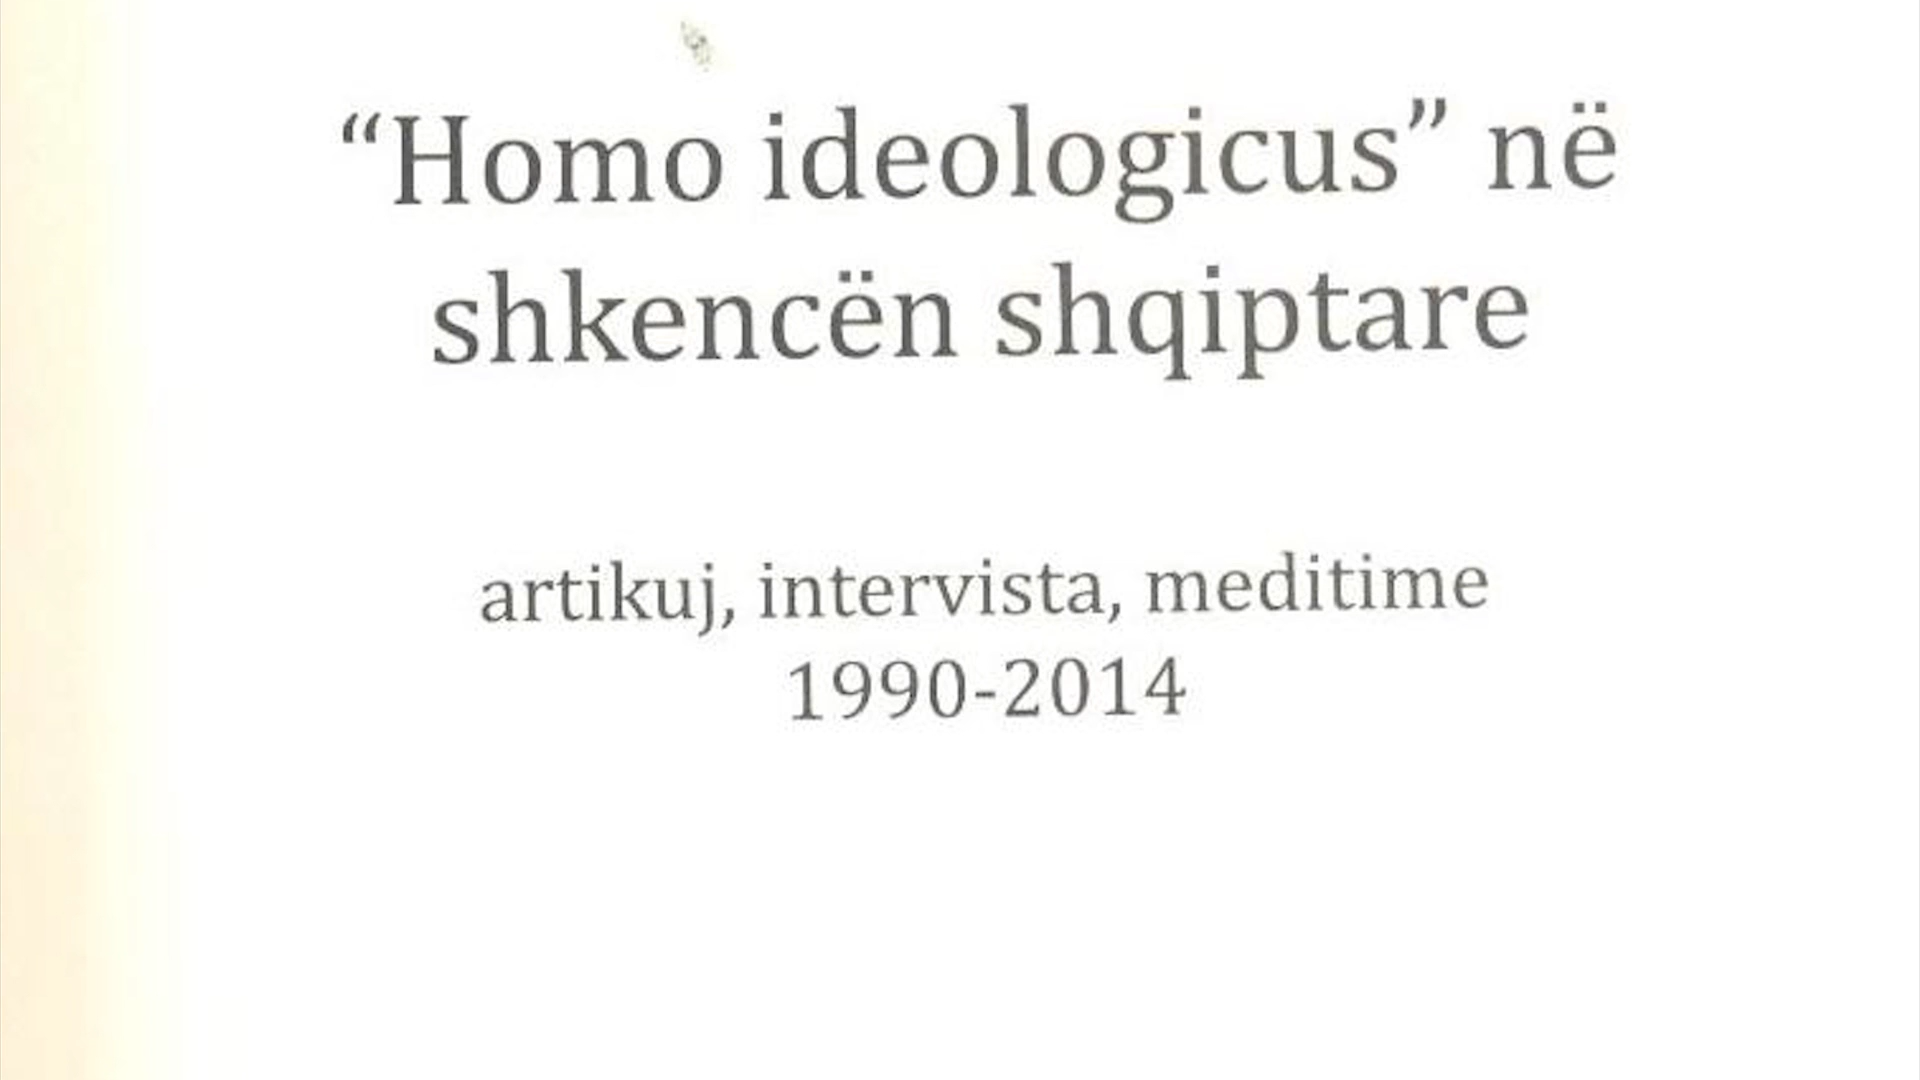 “Homo ideologicus” në
shkencën shqiptare
artikuj, intervista, meditime
1990-2014